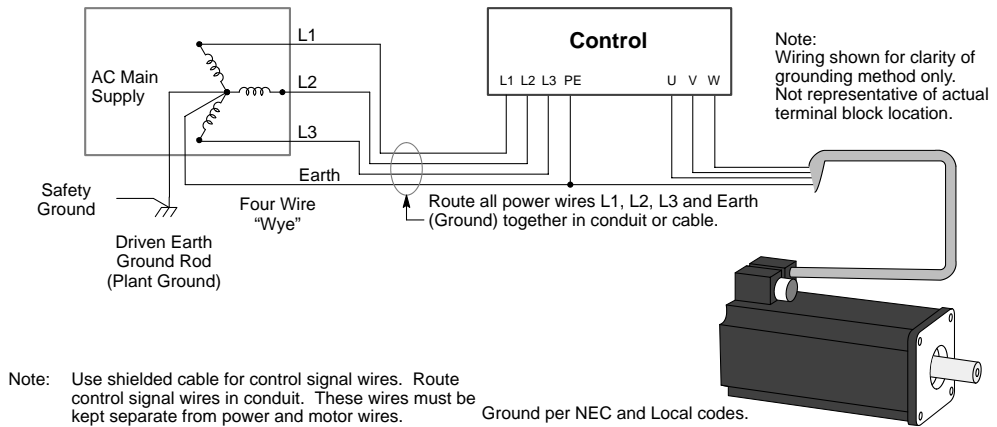 AC Main
Supply
L1
L2
L3
Earth
Control
L1 L2 L3 PE U V W
Note:
Wiring shown for clarity of
grounding method only.
Not representative of actual
terminal block location.
Safety
Ground
Driven Earth
Ground Rod
(Plant Ground)
Four Wire
“Wye”
Route all power wires L1, L2, L3 and Earth
(Ground) together in conduit or cable.
Note: Use shielded cable for control signal wires. Route
control signal wires in conduit. These wires must be
kept separate from power and motor wires.
Ground per NEC and Local codes.